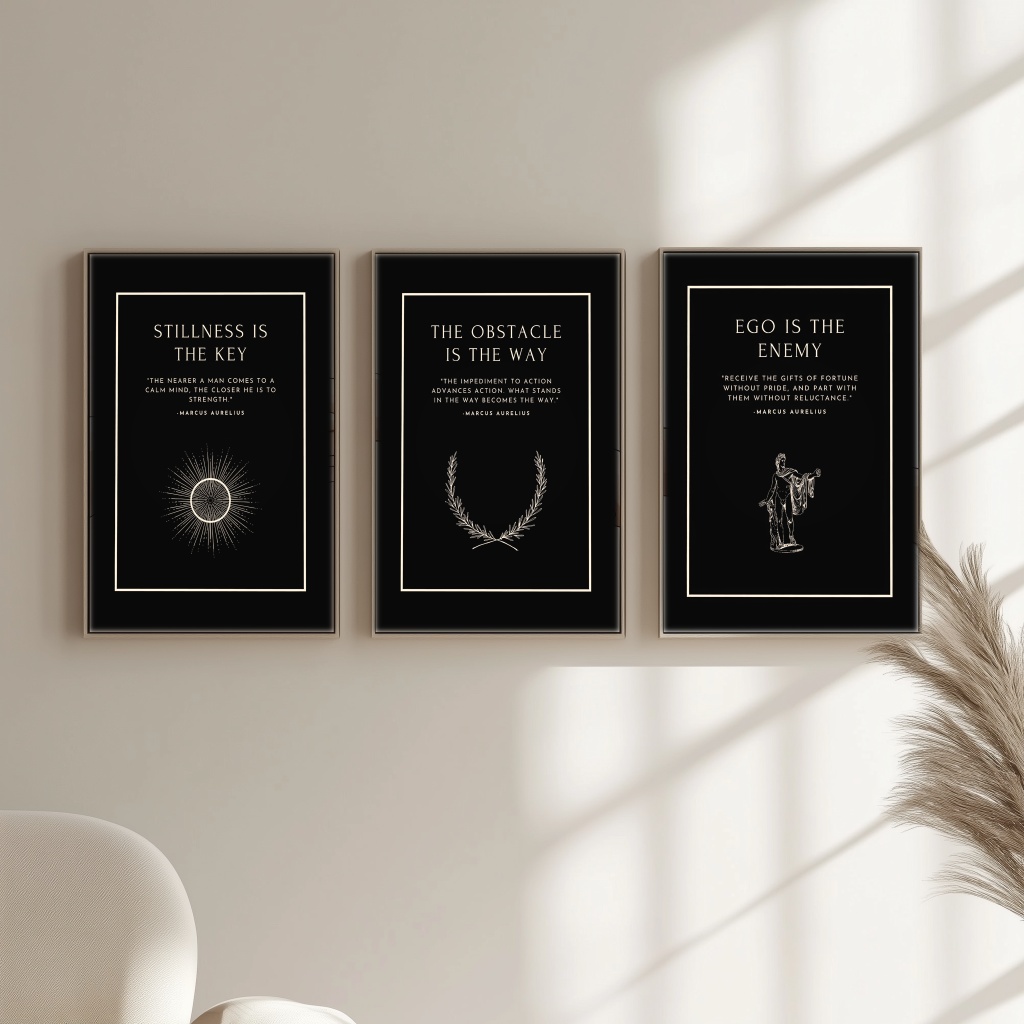 STILLNESS IS
THE KEY
"THE NEARER A MAN COMES TO A
CALM MIND, THE CLOSER HE IS TO
STRENGTH."
-MARCUS AURELIUS
THE OBSTACLE
IS THE WAY
"THE IMPEDIMENT TO ACTION
ADVANCES ACTION. WHAT STANDS
IN THE WAY BECOMES THE WAY."
-MARCUS AURELIUS
EGO IS THE
ENEMY
"RECEIVE THE GIFTS OF FORTUNE
WITHOUT PRIDE, AND PART WITH
THEM WITHOUT RELUCTANCE."
-MARCUS AURELIUS